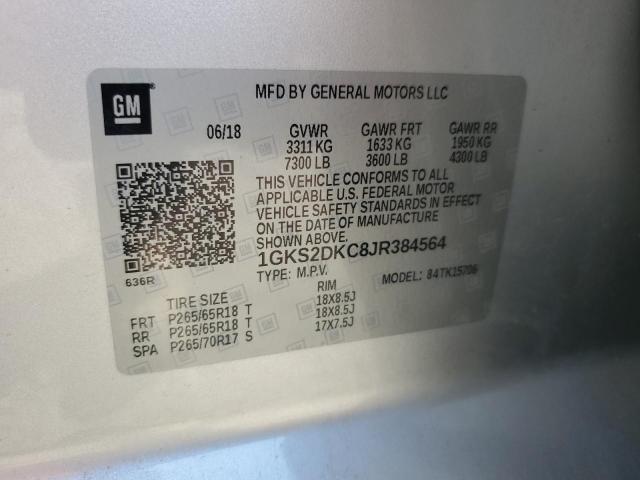 GM
MFD BY GENERAL MOTORS LLC
06/18 GVWR GAWR FRT GAWR RR
3311 KG 1633 KG 1950 KG
7300 LB 3600 LB 4300 LB
THIS VEHICLE CONFORMS TO ALL
APPLICABLE U.S. FEDERAL MOTOR
VEHICLE SAFETY STANDARDS IN EFFECT
ON THE DATE OF MANUFACTURE
SHOWN ABOVE.
1GKS2DKC8JR384564
TYPE: M.P.V. MODEL: 84TK15706
636R
TIRE SIZE RIM
FRT P265/65R18 T 18X8.5J
RR P265/65R18 T 18X8.5J
SPA P265/70R17 S 17X7.5J